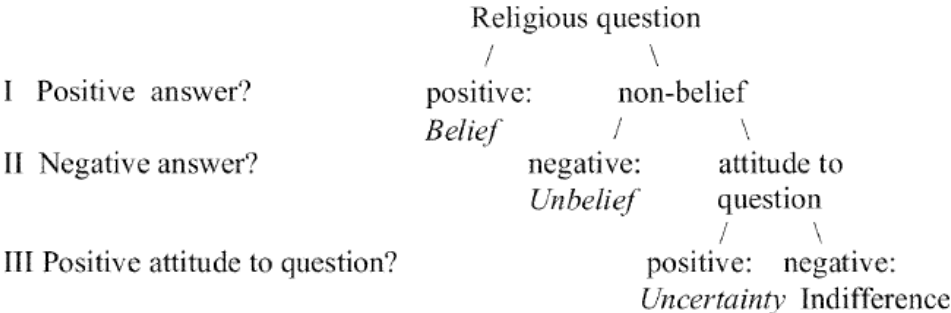 Religious question
/ \
I Positive answer? positive: non-belief
Belief / \
II Negative answer? negative: attitude to
Unbelief question
/ \
III Positive attitude to question? positive: negative:
Uncertainty Indifference